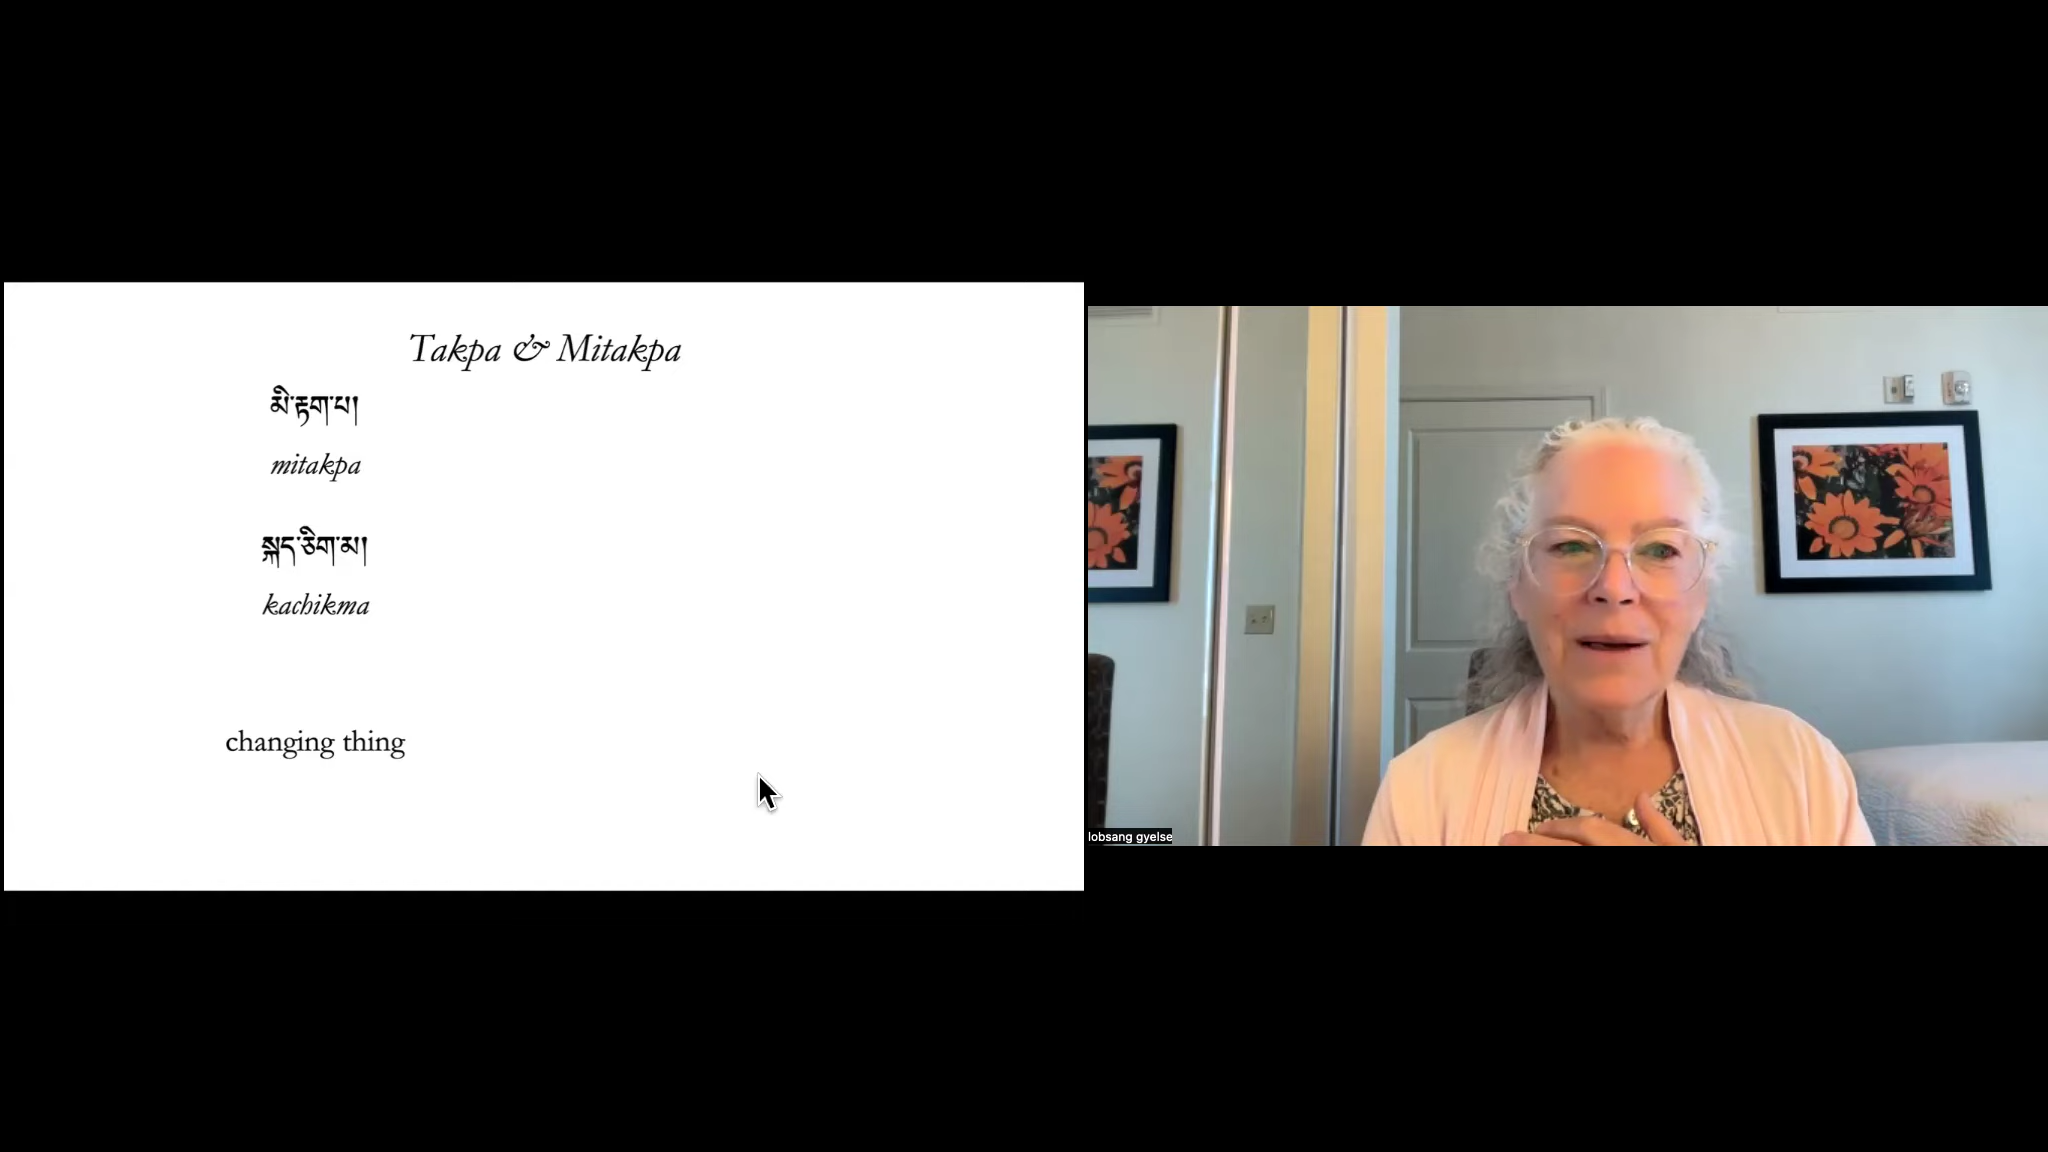 Takpa & Mitakpa
མི་རྟག་པ།
mitakpa
སྐད་ཅིག་མ།
kachikma
changing thing
lobsang gyelse